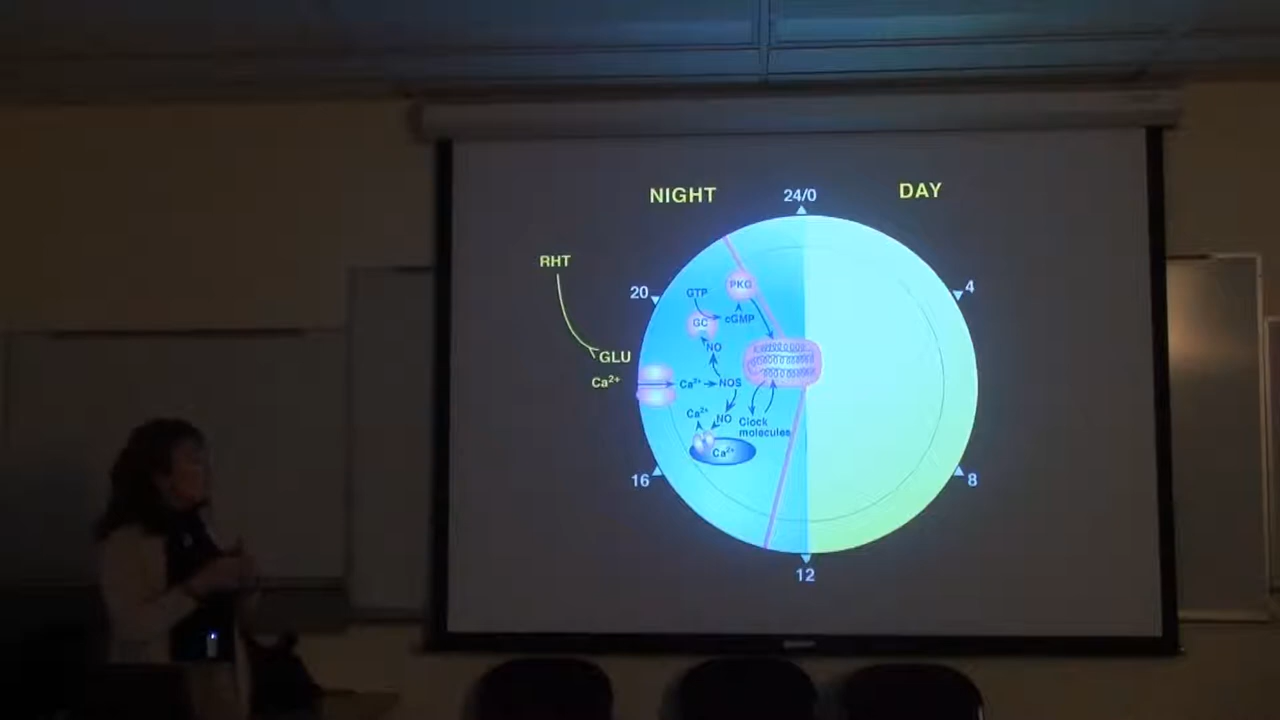 NIGHT
24/0
DAY
RHT
20
GTP
PKG
4
GC
cGMP
NO
GLU
Ca²⁺
Ca²⁺
NOS
Ca²⁺
NO
Clock
molecules
Ca²⁺
16
8
12